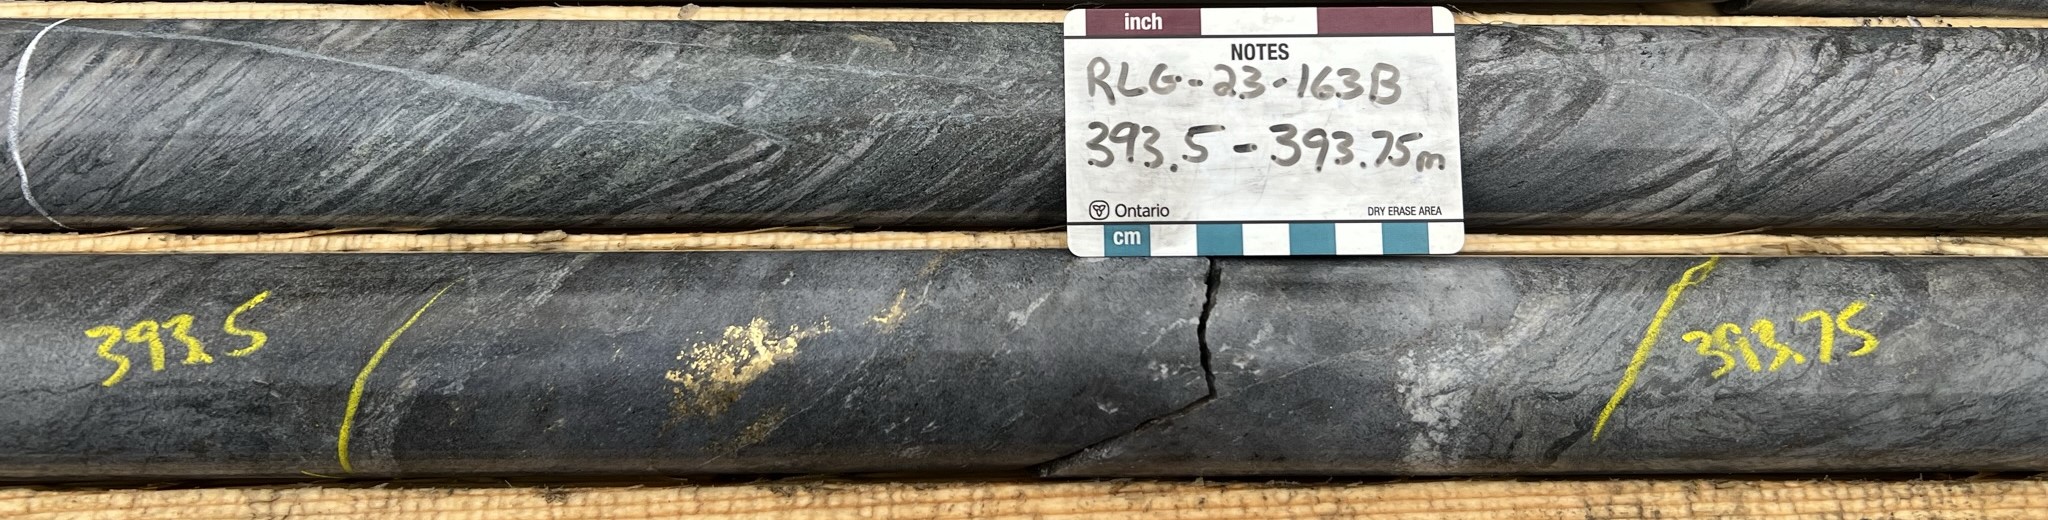 inch
NOTES
RLG-23-163B
393.5 - 393.75m
Ontario
DRY ERASE AREA
cm
393.5
393.75